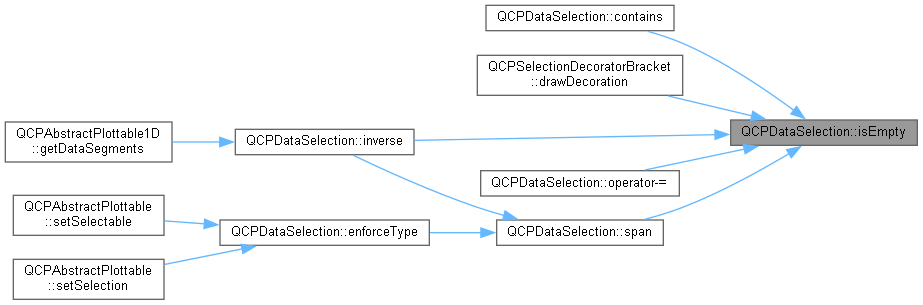 QCPDataSelection::contains
QCPSelectionDecoratorBracket
::drawDecoration
QCPDataSelection::isEmpty
QCPAbstractPlottable1D
::getDataSegments
QCPDataSelection::inverse
QCPDataSelection::operator-=
QCPAbstractPlottable
::setSelectable
QCPDataSelection::enforceType
QCPDataSelection::span
QCPAbstractPlottable
::setSelection